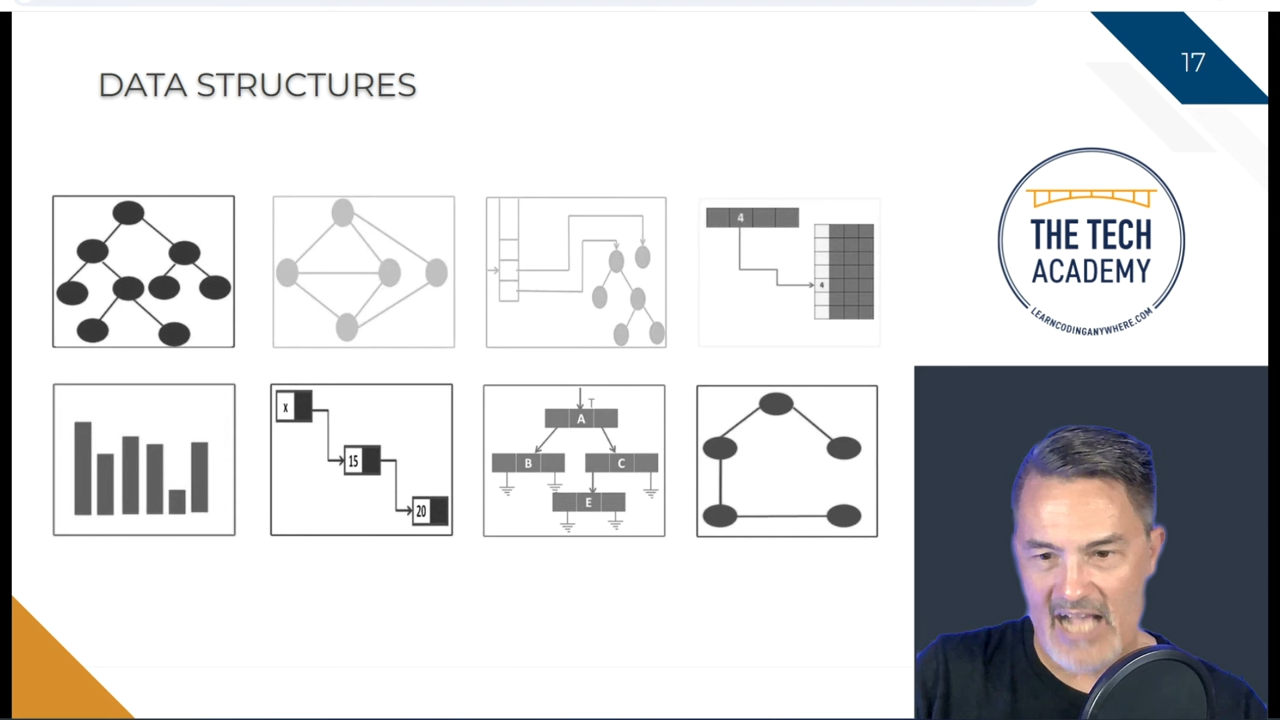 DATA STRUCTURES
17
4
4
THE TECH
ACADEMY
LEARNCODINGANYWHERE.COM
x
15
20
T
A
B
C
E